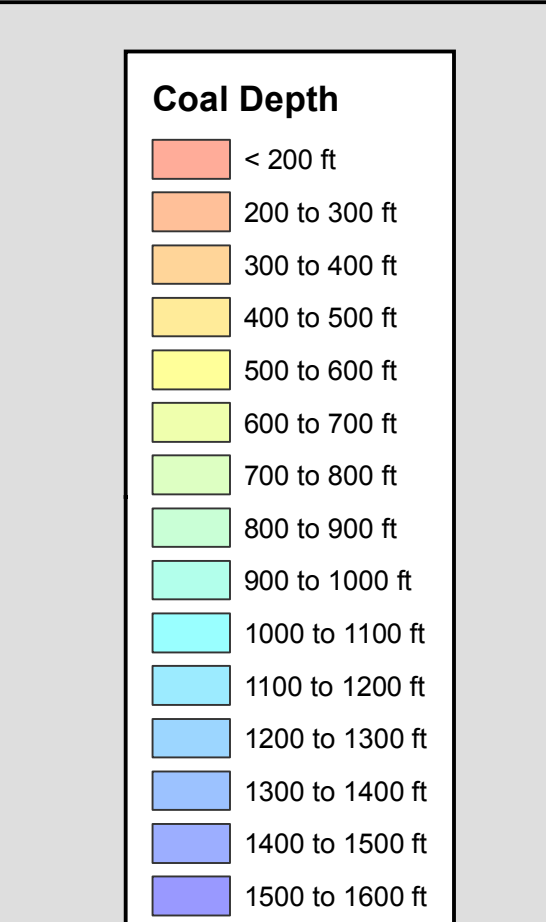 Coal Depth
< 200 ft
200 to 300 ft
300 to 400 ft
400 to 500 ft
500 to 600 ft
600 to 700 ft
700 to 800 ft
800 to 900 ft
900 to 1000 ft
1000 to 1100 ft
1100 to 1200 ft
1200 to 1300 ft
1300 to 1400 ft
1400 to 1500 ft
1500 to 1600 ft